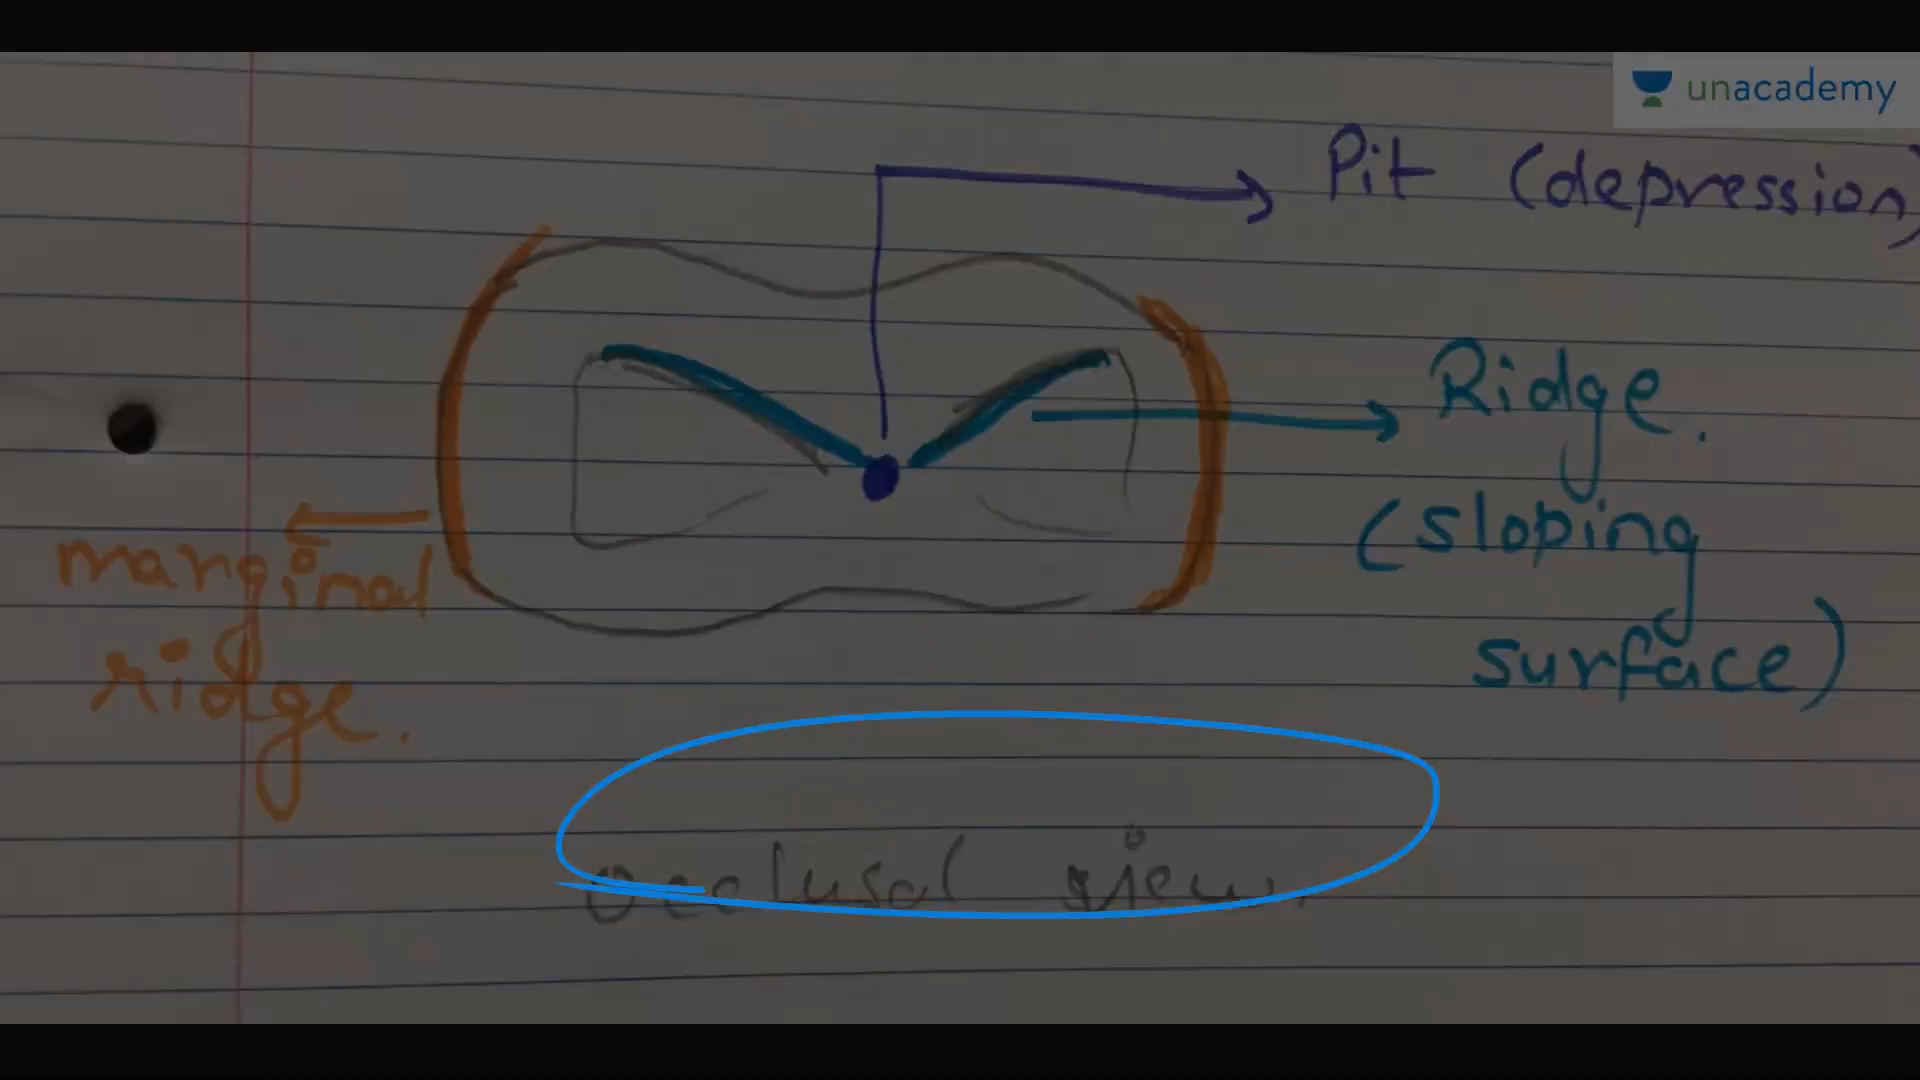 unacademy
Pit (depression)
Ridge.
(sloping
surface)
marginal
ridge.
occlusal view.